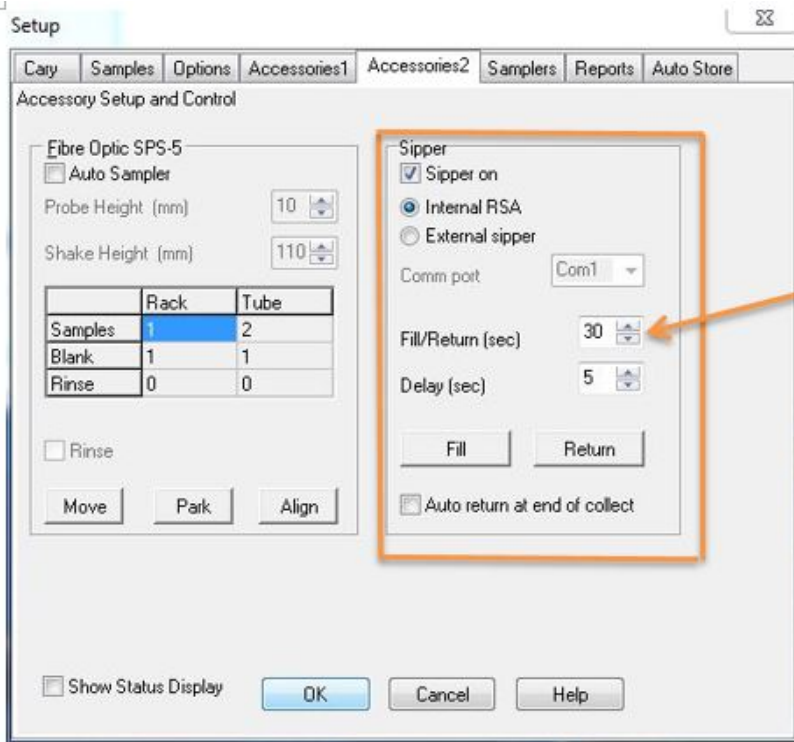 Setup
Cary Samples Options Accessories1 Accessories2 Samplers Reports Auto Store
Accessory Setup and Control
Fibre Optic SPS-5
Auto Sampler
Probe Height (mm) 10
Shake Height (mm) 110
Rack Tube
Samples 1 2
Blank 1 1
Rinse 0 0
Rinse
Move Park Align
Sipper
Sipper on
Internal RSA
External sipper
Comm port Com1
Fill/Return (sec) 30
Delay (sec) 5
Fill Return
Auto return at end of collect
Show Status Display OK Cancel Help